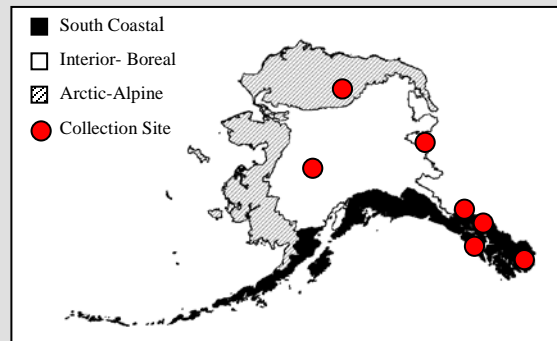 South Coastal
Interior- Boreal
Arctic-Alpine
Collection Site